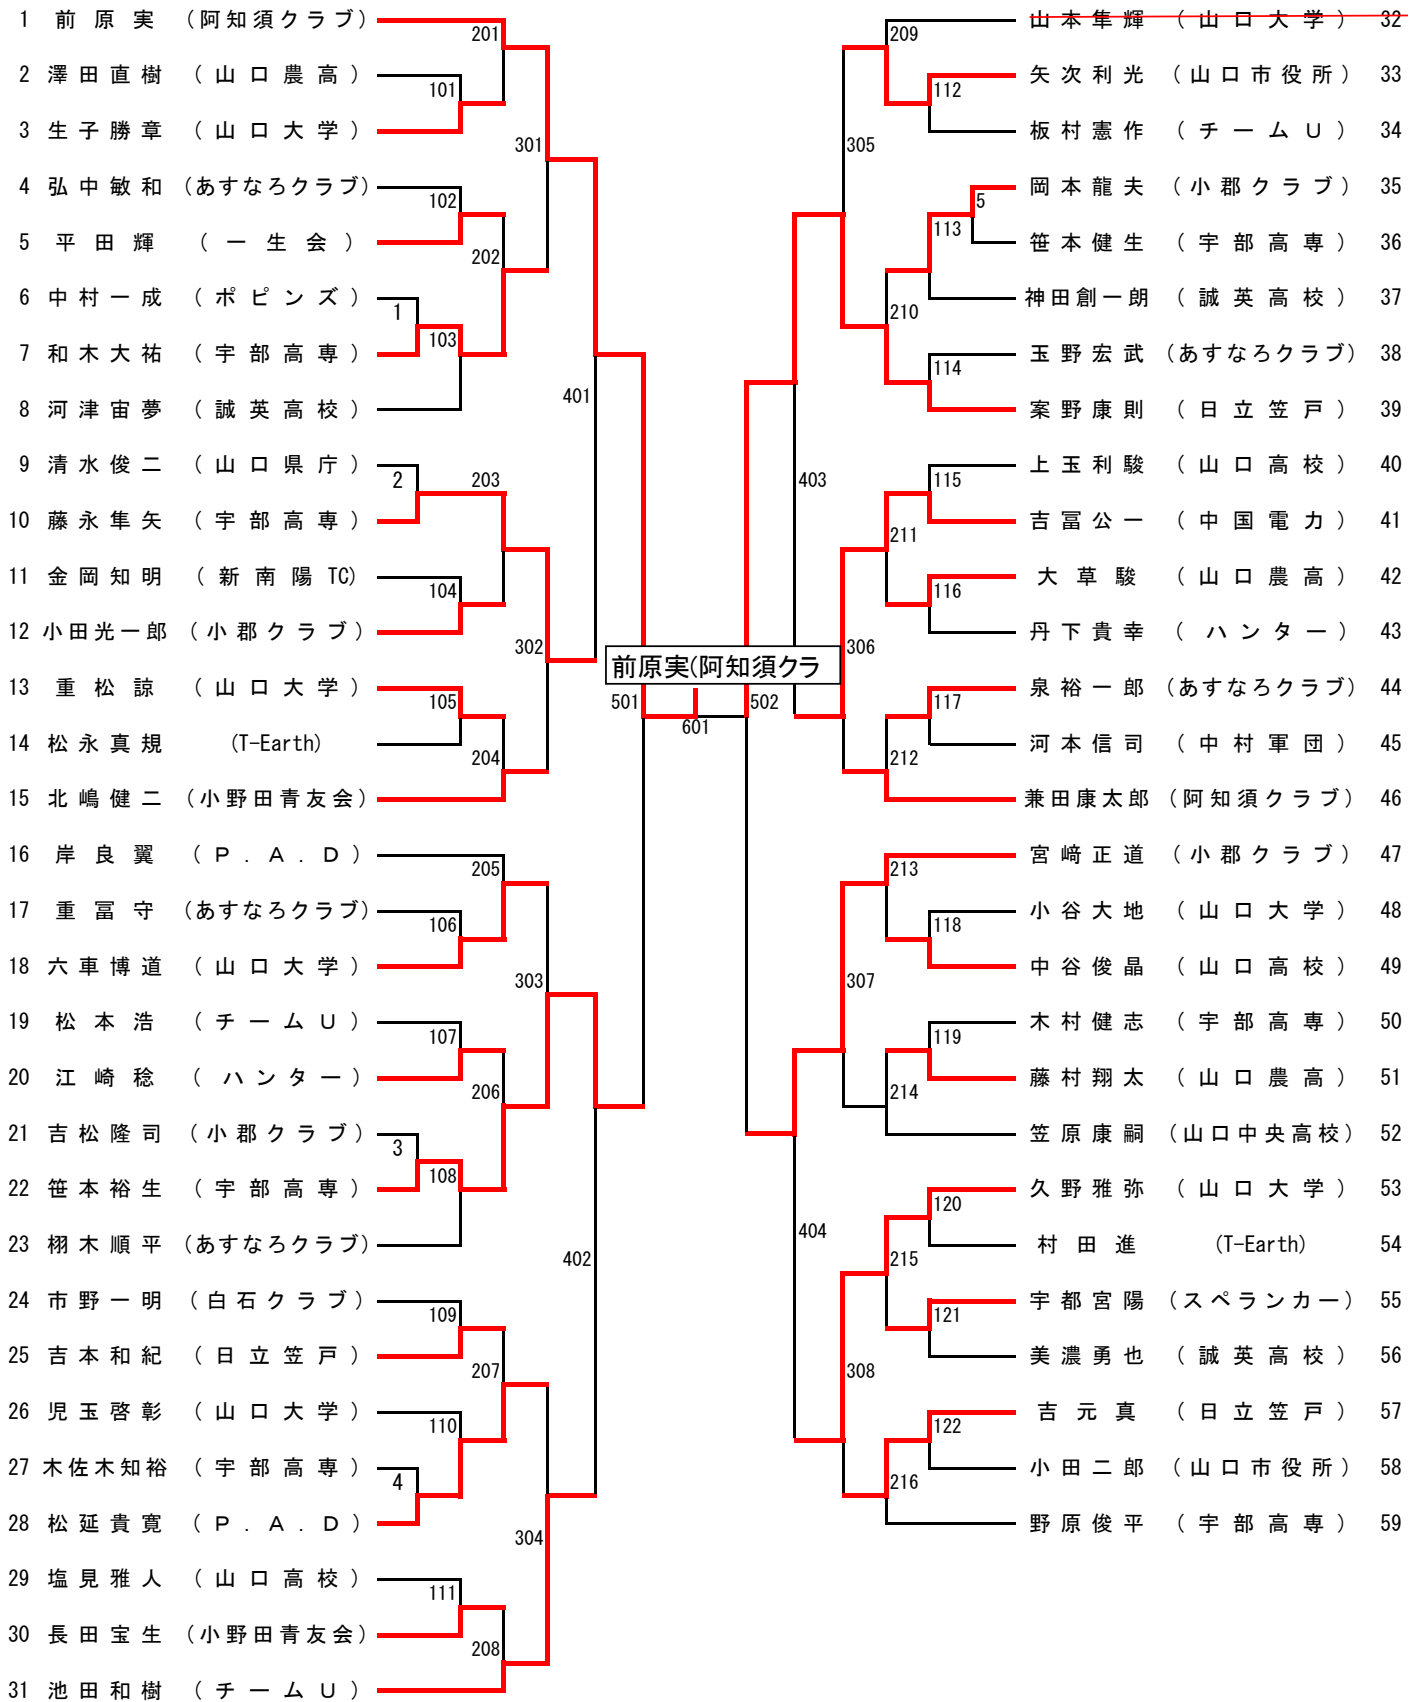 1 前原実 (阿知須クラブ)
2 澤田直樹 (山口農高)
3 生子勝章 (山口大学)
4 弘中敏和 (あすなろクラブ)
5 平田輝 (一生会)
6 中村一成 (ポピンズ)
7 和木大祐 (宇部高専)
8 河津宙夢 (誠英高校)
9 清水俊二 (山口県庁)
10 藤永隼矢 (宇部高専)
11 金岡知明 (新南陽TC)
12 小田光一郎 (小郡クラブ)
13 重松諒 (山口大学)
14 松永真規 (T-Earth)
15 北嶋健二 (小野田青友会)
16 岸良翼 (P.A.D)
17 重冨守 (あすなろクラブ)
18 六車博道 (山口大学)
19 松本浩 (チームU)
20 江崎稔 (ハンター)
21 吉松隆司 (小郡クラブ)
22 笹本裕生 (宇部高専)
23 栩木順平 (あすなろクラブ)
24 市野一明 (白石クラブ)
25 吉本和紀 (日立笠戸)
26 児玉啓彰 (山口大学)
27 木佐木知裕 (宇部高専)
28 松延貴寛 (P.A.D)
29 塩見雅人 (山口高校)
30 長田宝生 (小野田青友会)
31 池田和樹 (チームU)
1
2
3
4
101
102
103
104
105
106
107
108
109
110
111
201
202
203
204
205
206
207
208
301
302
303
304
401
402
501
前原実(阿知須クラ
601
502
403
404
305
306
307
308
209
210
211
212
213
214
215
216
112
113
114
115
116
117
118
119
120
121
122
5
山本隼輝 (山口大学) 32
矢次利光 (山口市役所) 33
板村憲作 (チームU) 34
岡本龍夫 (小郡クラブ) 35
笹本健生 (宇部高専) 36
神田創一朗 (誠英高校) 37
玉野宏武 (あすなろクラブ) 38
案野康則 (日立笠戸) 39
上玉利駿 (山口高校) 40
吉冨公一 (中国電力) 41
大草駿 (山口農高) 42
丹下貴幸 (ハンター) 43
泉裕一郎 (あすなろクラブ) 44
河本信司 (中村軍団) 45
兼田康太郎 (阿知須クラブ) 46
宮﨑正道 (小郡クラブ) 47
小谷大地 (山口大学) 48
中谷俊晶 (山口高校) 49
木村健志 (宇部高専) 50
藤村翔太 (山口農高) 51
笠原康嗣 (山口中央高校) 52
久野雅弥 (山口大学) 53
村田進 (T-Earth) 54
宇都宮陽 (スペランカー) 55
美濃勇也 (誠英高校) 56
吉元真 (日立笠戸) 57
小田二郎 (山口市役所) 58
野原俊平 (宇部高専) 59